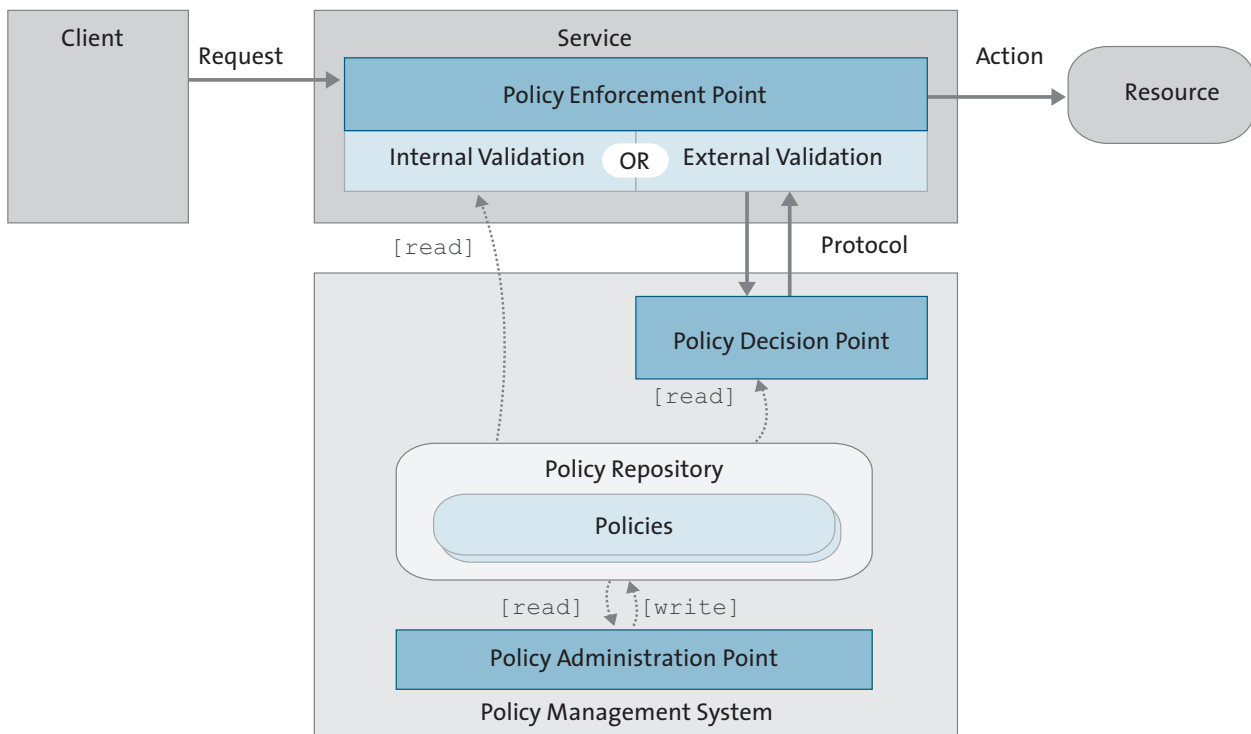 Client
Request
Service
Policy Enforcement Point
Internal Validation
OR
External Validation
Action
Resource
[read]
Protocol
Policy Decision Point
[read]
Policy Repository
Policies
[read]
[write]
Policy Administration Point
Policy Management System